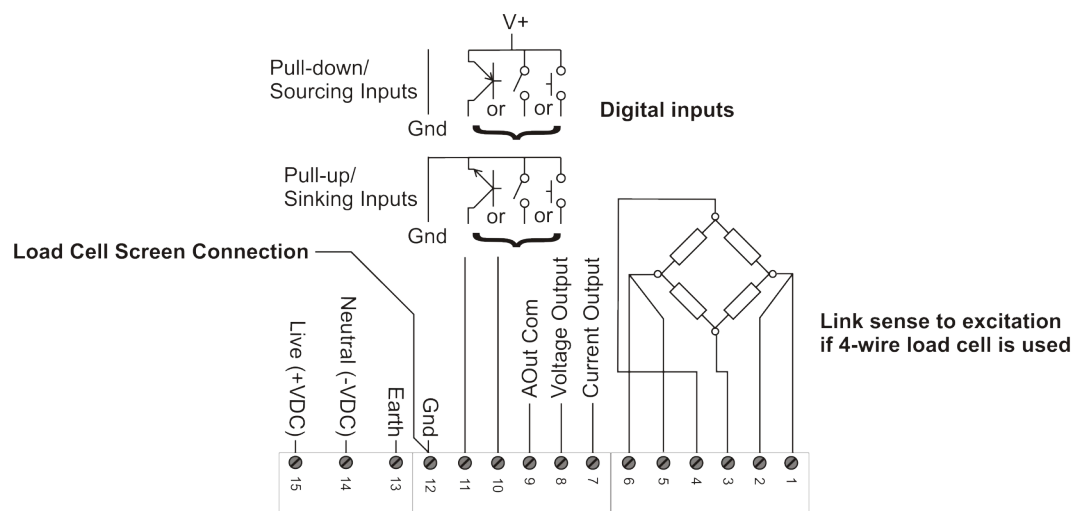 V+
Pull-down/
Sourcing Inputs
or or
Gnd
Digital inputs
Pull-up/
Sinking Inputs
or or
Gnd
Load Cell Screen Connection
Live (+VDC)
Neutral (-VDC)
Earth
Gnd
AOut Com
Voltage Output
Current Output
Link sense to excitation
if 4-wire load cell is used
15 14 13 12 11 10 9 8 7 6 5 4 3 2 1